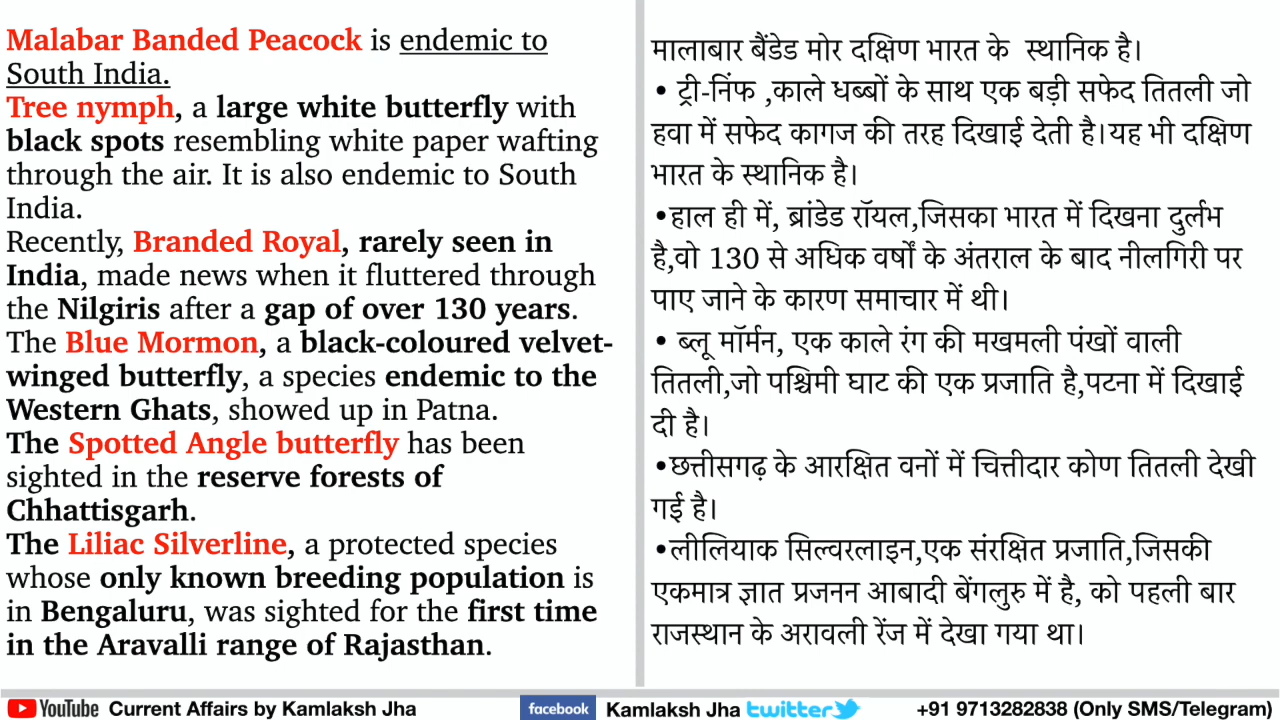 Malabar Banded Peacock is endemic to
South India.
Tree nymph, a large white butterfly with
black spots resembling white paper wafting
through the air. It is also endemic to South
India.
Recently, Branded Royal, rarely seen in
India, made news when it fluttered through
the Nilgiris after a gap of over 130 years.
The Blue Mormon, a black-coloured velvet-
winged butterfly, a species endemic to the
Western Ghats, showed up in Patna.
The Spotted Angle butterfly has been
sighted in the reserve forests of
Chhattisgarh.
The Liliac Silverline, a protected species
whose only known breeding population is
in Bengaluru, was sighted for the first time
in the Aravalli range of Rajasthan.
मालाबार बैंडेड मोर दक्षिण भारत के स्थानिक है।
• ट्री-निंफ ,काले धब्बों के साथ एक बड़ी सफेद तितली जो
हवा में सफेद कागज की तरह दिखाई देती है।यह भी दक्षिण
भारत के स्थानिक है।
•हाल ही में, ब्रांडेड रॉयल,जिसका भारत में दिखना दुर्लभ
है,वो 130 से अधिक वर्षों के अंतराल के बाद नीलगिरी पर
पाए जाने के कारण समाचार में थी।
• ब्लू मॉर्मन, एक काले रंग की मखमली पंखों वाली
तितली,जो पश्चिमी घाट की एक प्रजाति है,पटना में दिखाई
दी है।
•छत्तीसगढ़ के आरक्षित वनों में चित्तीदार कोण तितली देखी
गई है।
•लीलियाक सिल्वरलाइन,एक संरक्षित प्रजाति,जिसकी
एकमात्र ज्ञात प्रजनन आबादी बेंगलुरु में है, को पहली बार
राजस्थान के अरावली रेंज में देखा गया था।
YouTube Current Affairs by Kamlaksh Jha facebook Kamlaksh Jha twitter +91 9713282838 (Only SMS/Telegram)